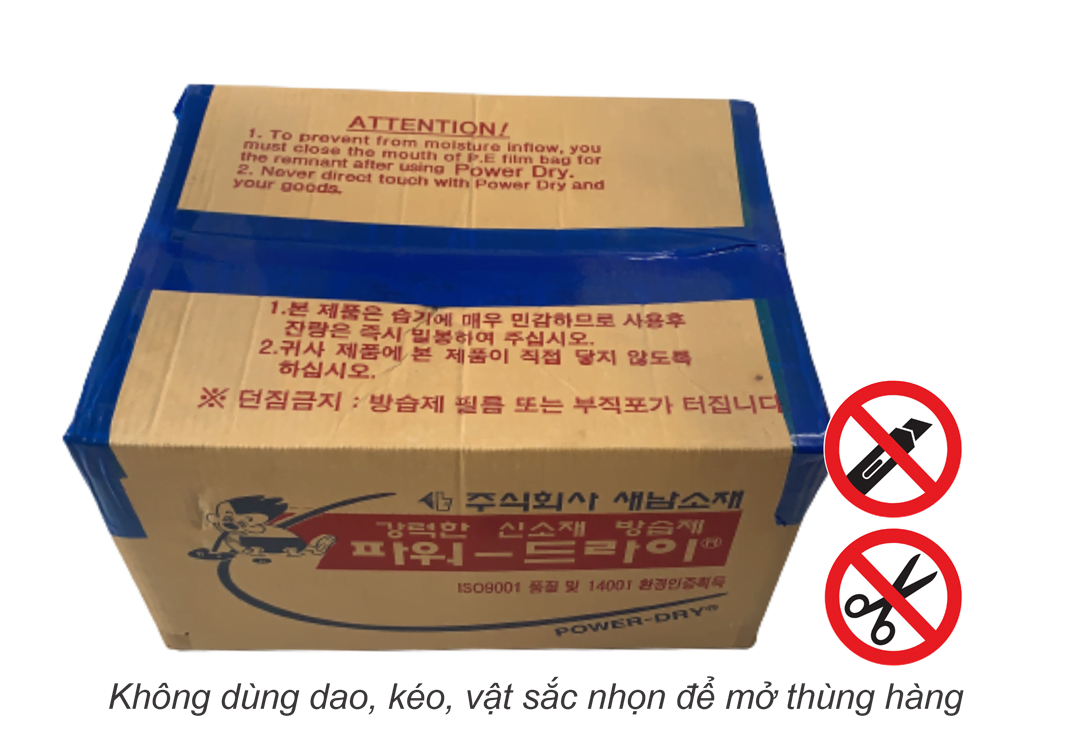 ATTENTION!
1. To prevent from moisture inflow, you
must close the mouth of P.E film bag for
the remnant after using Power Dry.
2. Never direct touch with Power Dry and
your goods.
1.본 제품은 습기에 매우 민감하므로 사용후
잔량은 즉시 밀봉하여 주십시오.
2.귀사 제품에 본 제품이 직접 닿지 않도록
하십시오.
※ 던짐금지 : 방습제 필름 또는 부직포가 터집니다
주식회사 새남소재
강력한 신소재 방습제
파워-드라이®
ISO9001 품질 및 14001 환경인증획득
POWER-DRY®
Không dùng dao, kéo, vật sắc nhọn để mở thùng hàng